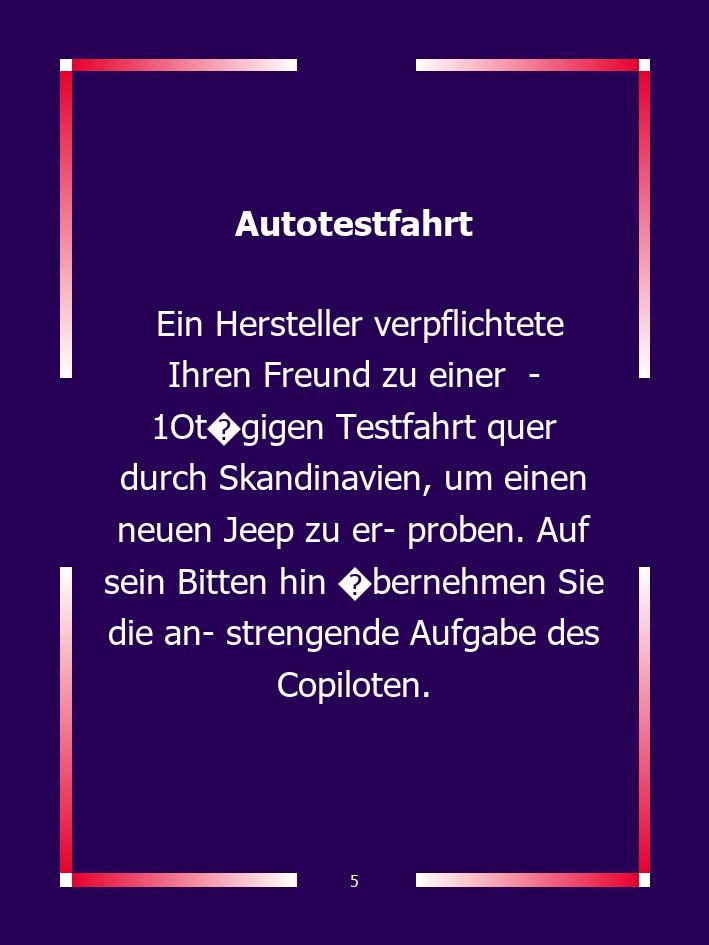 Autotestfahrt
Ein Hersteller verpflichtete
Ihren Freund zu einer -
1Ot�gigen Testfahrt quer
durch Skandinavien, um einen
neuen Jeep zu er- proben. Auf
sein Bitten hin �bernehmen Sie
die an- strengende Aufgabe des
Copiloten.
5